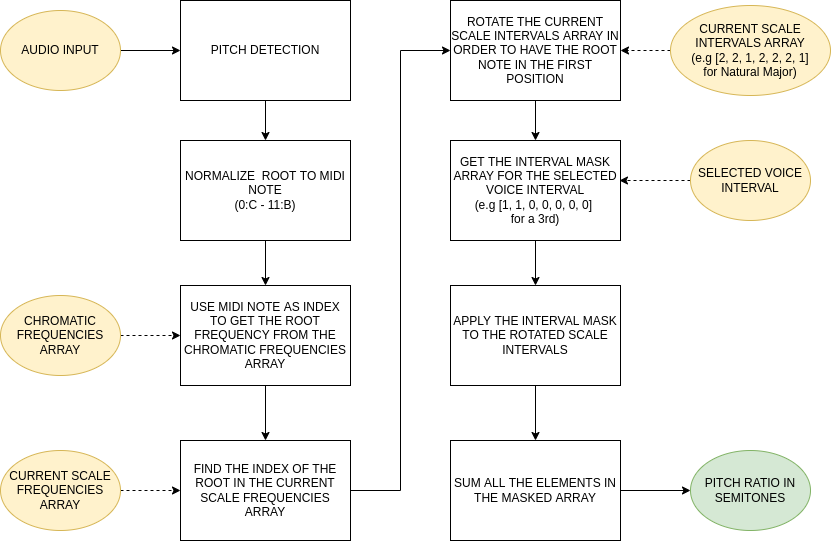 AUDIO INPUT
PITCH DETECTION
NORMALIZE ROOT TO MIDI
NOTE
(0:C - 11:B)
CHROMATIC
FREQUENCIES
ARRAY
USE MIDI NOTE AS INDEX
TO GET THE ROOT
FREQUENCY FROM THE
CHROMATIC FREQUENCIES
ARRAY
CURRENT SCALE
FREQUENCIES
ARRAY
FIND THE INDEX OF THE
ROOT IN THE CURRENT
SCALE FREQUENCIES
ARRAY
ROTATE THE CURRENT
SCALE INTERVALS ARRAY IN
ORDER TO HAVE THE ROOT
NOTE IN THE FIRST
POSITION
CURRENT SCALE
INTERVALS ARRAY
(e.g [2, 2, 1, 2, 2, 2, 1]
for Natural Major)
GET THE INTERVAL MASK
ARRAY FOR THE SELECTED
VOICE INTERVAL
(e.g [1, 1, 0, 0, 0, 0, 0]
for a 3rd)
SELECTED VOICE
INTERVAL
APPLY THE INTERVAL MASK
TO THE ROTATED SCALE
INTERVALS
SUM ALL THE ELEMENTS IN
THE MASKED ARRAY
PITCH RATIO IN
SEMITONES